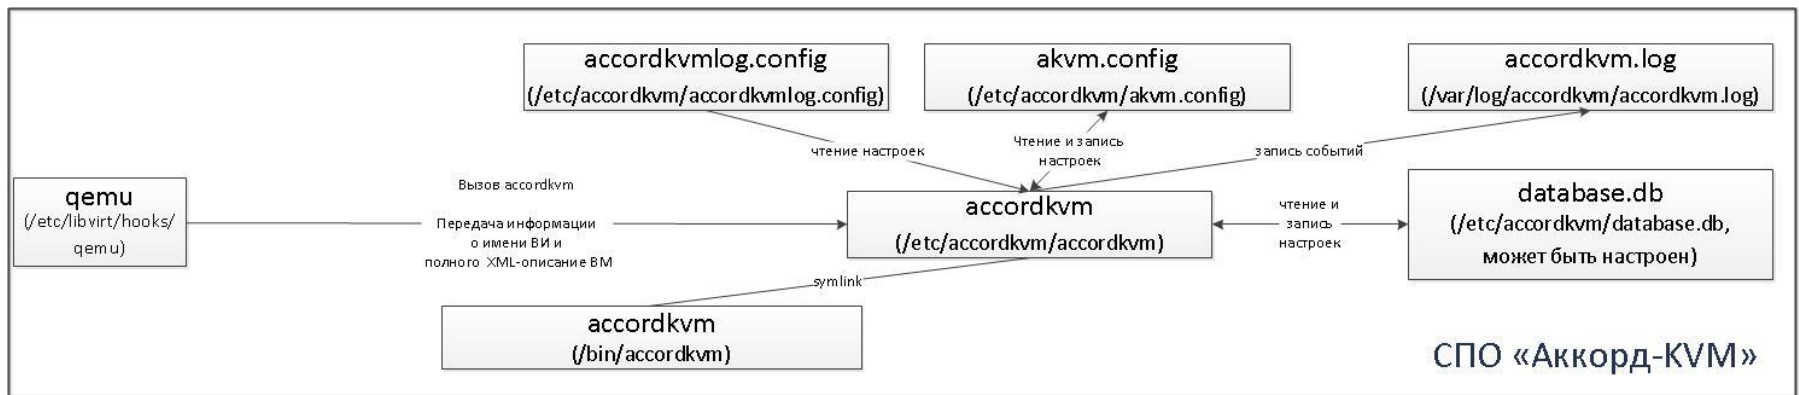 accordkvmlog.config
(/etc/accordkvm/accordkvmlog.config)
akvm.config
(/etc/accordkvm/akvm.config)
accordkvm.log
(/var/log/accordkvm/accordkvm.log)
чтение настроек
Чтение и запись
настроек
запись событий
qemu
(/etc/libvirt/hooks/
qemu)
Вызов accordkvm
Передача информации
о имени ВИ и
полного XML-описание ВМ
accordkvm
(/etc/accordkvm/accordkvm)
чтение и
запись
настроек
database.db
(/etc/accordkvm/database.db,
может быть настроен)
symlink
accordkvm
(/bin/accordkvm)
СПО «Аккорд-KVM»